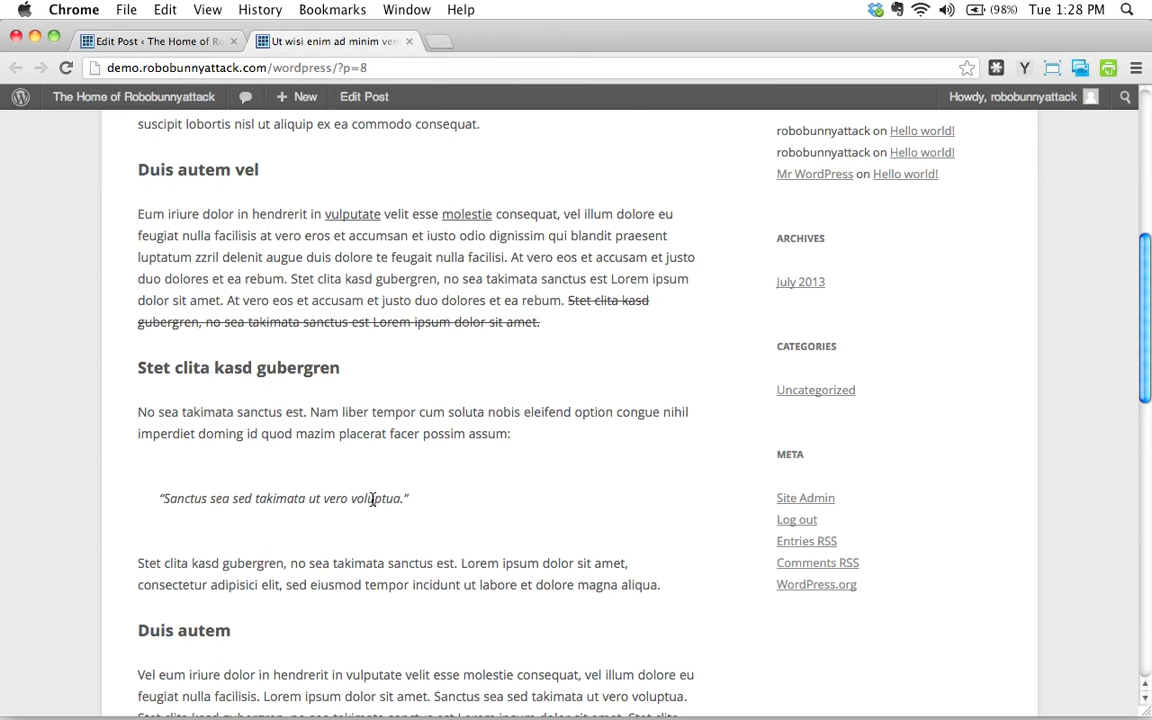 Chrome File Edit View History Bookmarks Window Help (98%) Tue 1:28 PM
Edit Post ‹ The Home of Ro × Ut wisi enim ad minim ven ×
demo.robobunnyattack.com/wordpress/?p=8
The Home of Robobunnyattack + New Edit Post Howdy, robobunnyattack
suscipit lobortis nisl ut aliquip ex ea commodo consequat.
Duis autem vel
Eum iriure dolor in hendrerit in vulputate velit esse molestie consequat, vel illum dolore eu
feugiat nulla facilisis at vero eros et accumsan et iusto odio dignissim qui blandit praesent
luptatum zzril delenit augue duis dolore te feugait nulla facilisi. At vero eos et accusam et justo
duo dolores et ea rebum. Stet clita kasd gubergren, no sea takimata sanctus est Lorem ipsum
dolor sit amet. At vero eos et accusam et justo duo dolores et ea rebum. Stet clita kasd
gubergren, no sea takimata sanctus est Lorem ipsum dolor sit amet.
Stet clita kasd gubergren
No sea takimata sanctus est. Nam liber tempor cum soluta nobis eleifend option congue nihil
imperdiet doming id quod mazim placerat facer possim assum:
“Sanctus sea sed takimata ut vero voluptua.”
Stet clita kasd gubergren, no sea takimata sanctus est. Lorem ipsum dolor sit amet,
consectetur adipisici elit, sed eiusmod tempor incidunt ut labore et dolore magna aliqua.
Duis autem
Vel eum iriure dolor in hendrerit in vulputate velit esse molestie consequat, vel illum dolore eu
feugiat nulla facilisis. Lorem ipsum dolor sit amet. Sanctus sea sed takimata ut vero voluptua.
robobunnyattack on Hello world!
robobunnyattack on Hello world!
Mr WordPress on Hello world!
ARCHIVES
July 2013
CATEGORIES
Uncategorized
META
Site Admin
Log out
Entries RSS
Comments RSS
WordPress.org